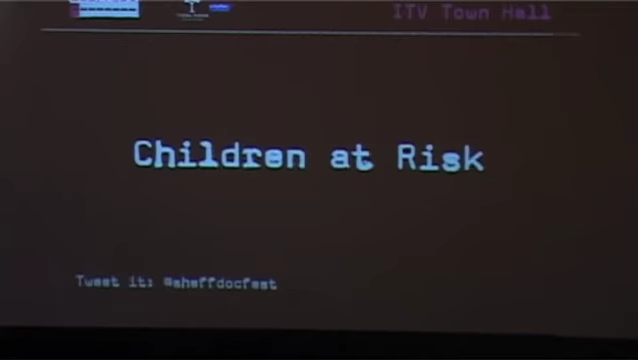 ITV Town Hall
Children at Risk
Tweet it: @sheffdocfest